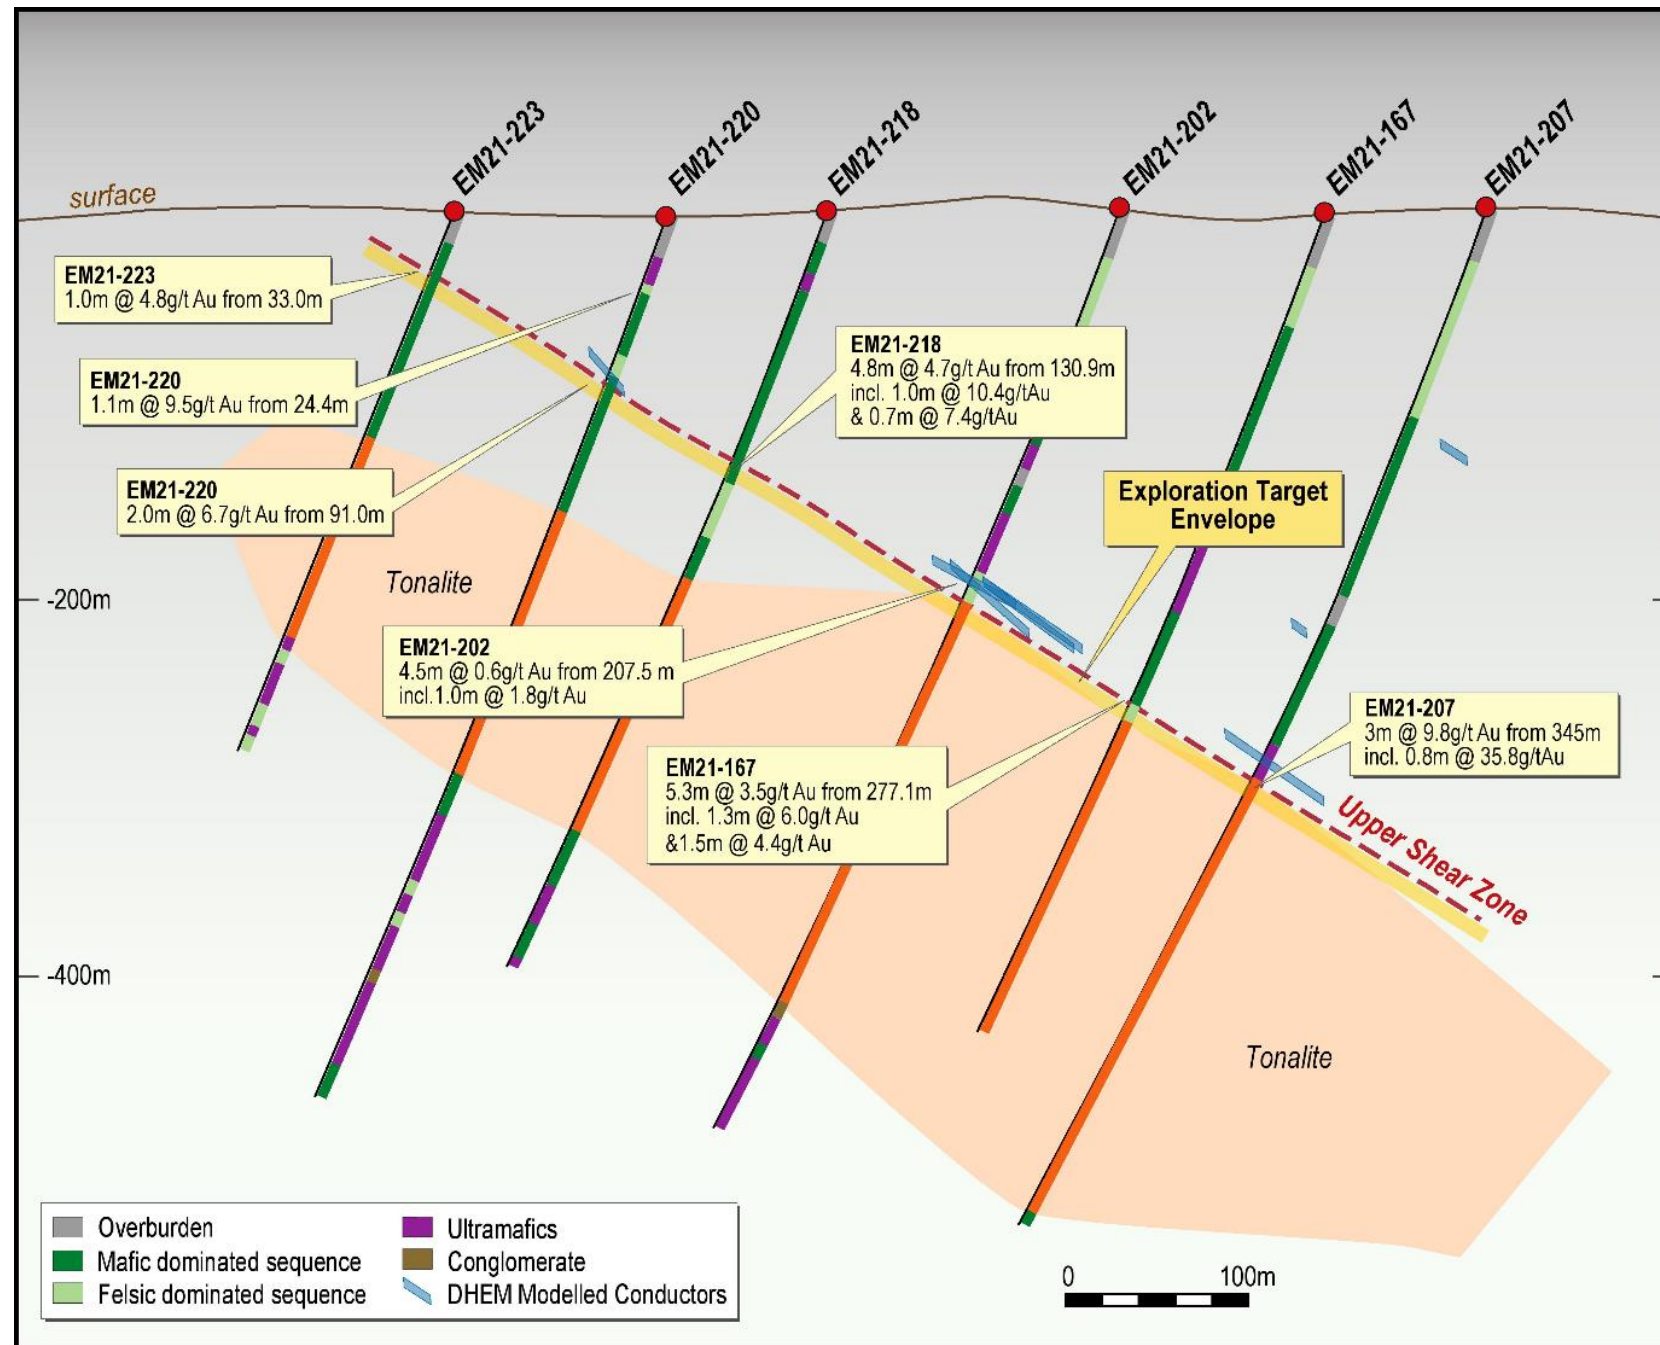 EM21-223
EM21-220
EM21-218
EM21-202
EM21-167
EM21-207
surface
EM21-223
1.0m @ 4.8g/t Au from 33.0m
EM21-220
1.1m @ 9.5g/t Au from 24.4m
EM21-220
2.0m @ 6.7g/t Au from 91.0m
EM21-218
4.8m @ 4.7g/t Au from 130.9m
incl. 1.0m @ 10.4g/tAu
& 0.7m @ 7.4g/tAu
Exploration Target
Envelope
-200m
Tonalite
EM21-202
4.5m @ 0.6g/t Au from 207.5 m
incl.1.0m @ 1.8g/t Au
EM21-167
5.3m @ 3.5g/t Au from 277.1m
incl. 1.3m @ 6.0g/t Au
&1.5m @ 4.4g/t Au
EM21-207
3m @ 9.8g/t Au from 345m
incl. 0.8m @ 35.8g/tAu
Upper Shear Zone
-400m
Tonalite
Overburden
Mafic dominated sequence
Felsic dominated sequence
Ultramafics
Conglomerate
DHEM Modelled Conductors
0 100m